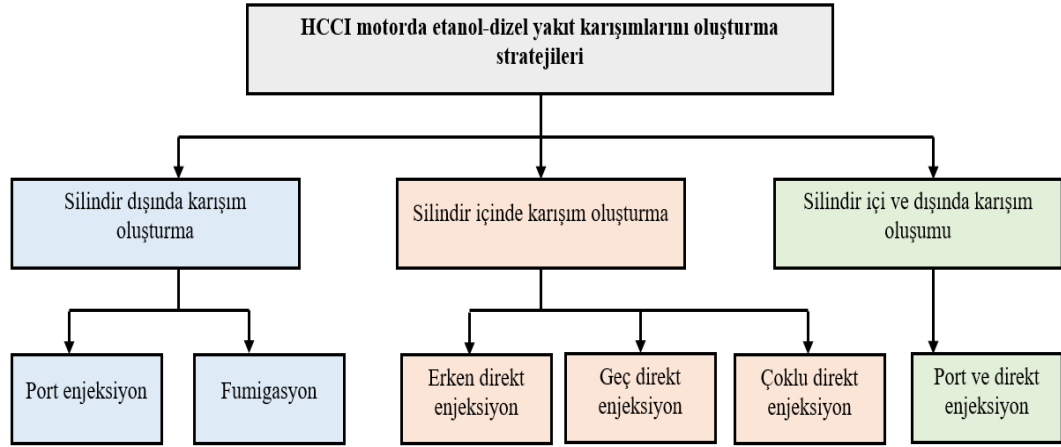 HCCI motorda etanol-dizel yakıt karışımlarını oluşturma
stratejileri
Silindir dışında karışım
oluşturma
Silindir içinde karışım oluşturma
Silindir içi ve dışında karışım
oluşumu
Port enjeksiyon
Fumigasyon
Erken direkt
enjeksiyon
Geç direkt
enjeksiyon
Çoklu direkt
enjeksiyon
Port ve direkt
enjeksiyon